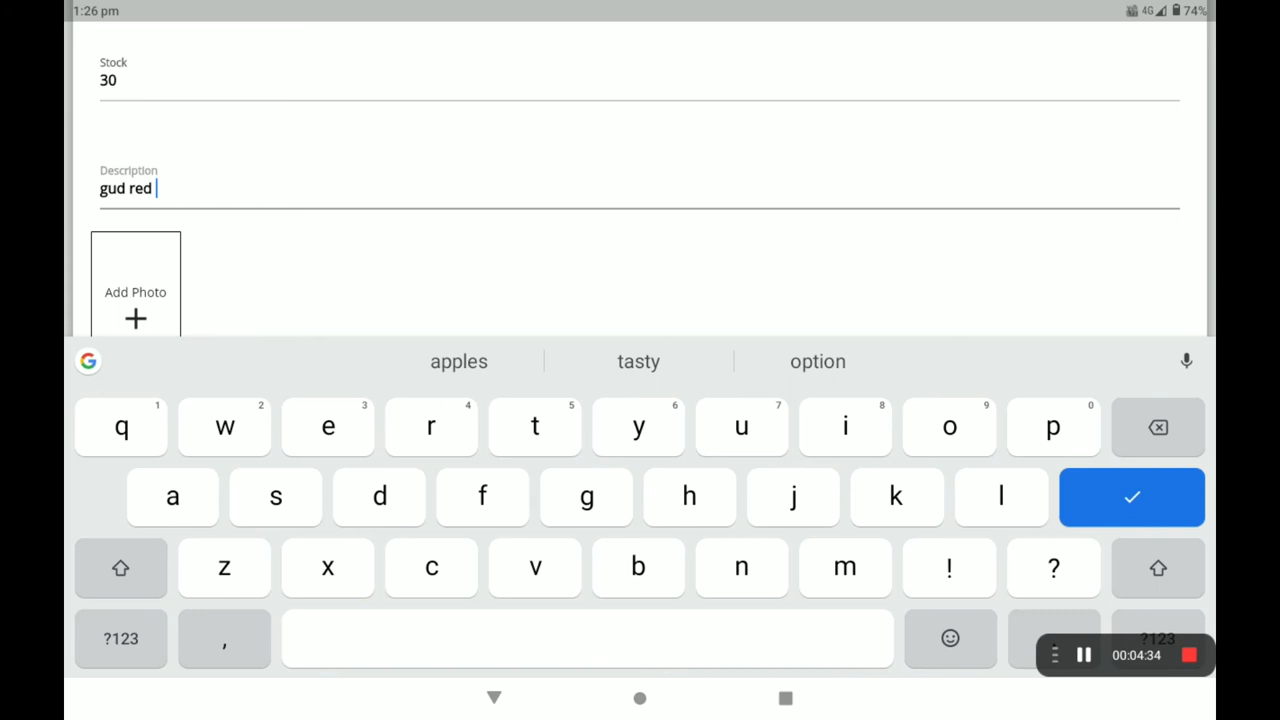 1:26 pm 4G 74%
Stock
30
Description
gud red
Add Photo
apples tasty option
q 1 w 2 e 3 r 4 t 5 y 6 u 7 i 8 o 9 p 0
a s d f g h j k l
z x c v b n m ! ?
?123 , ?123
00:04:34